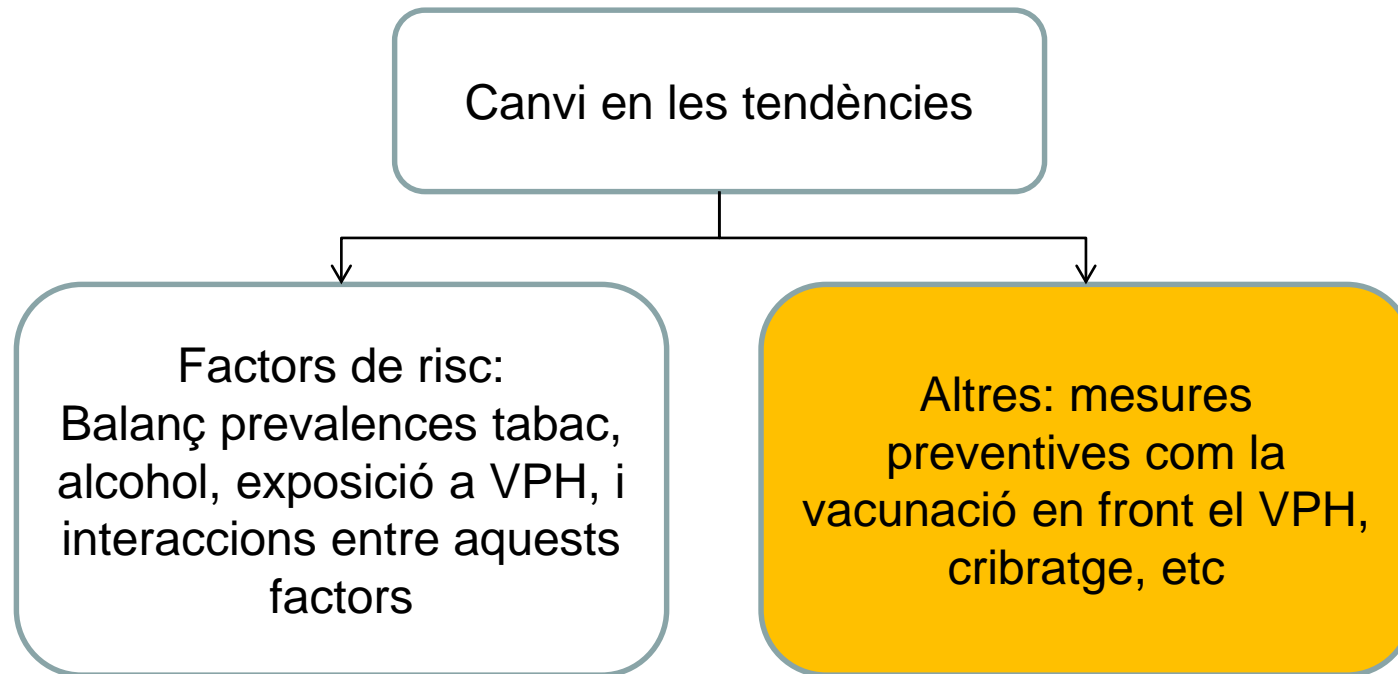 Canvi en les tendències
Factors de risc:
Balanç prevalences tabac,
alcohol, exposició a VPH, i
interaccions entre aquests
factors
Altres: mesures
preventives com la
vacunació en front el VPH,
cribratge, etc